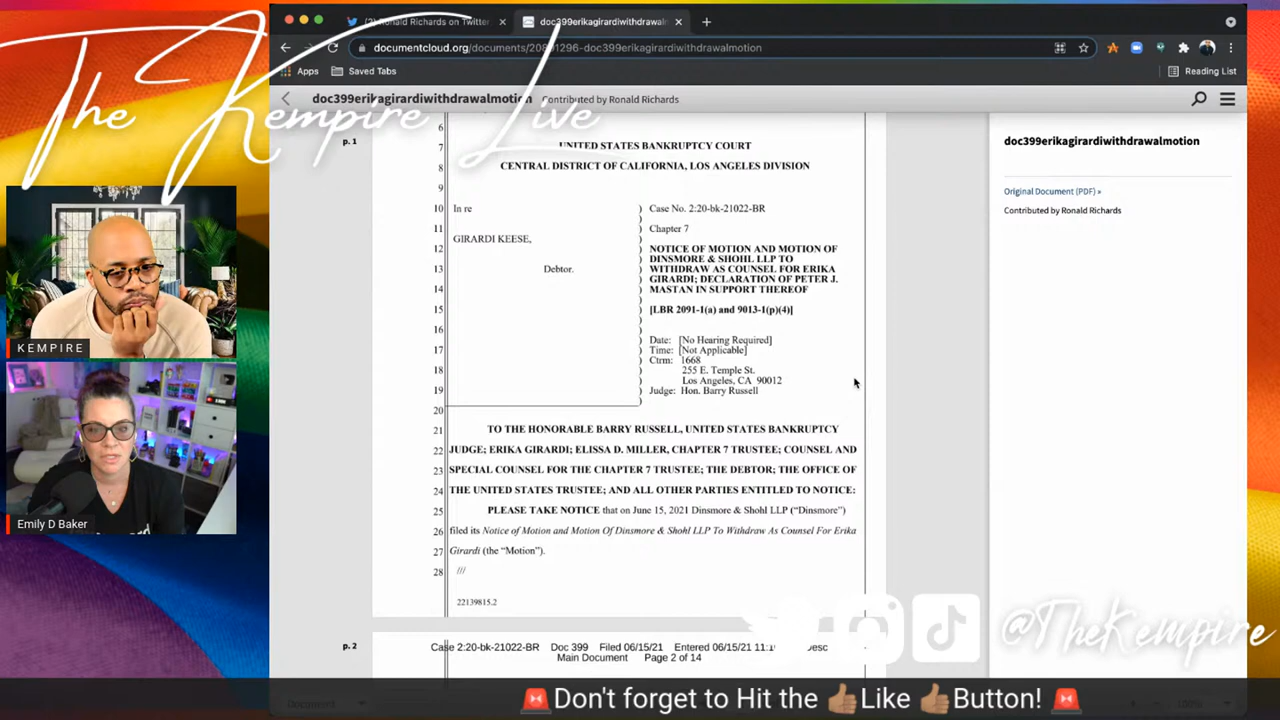 The Kempire Live
(2) Ronald Richards on Twitter
doc399erikagirardiwithdrawal
documentcloud.org/documents/20801296-doc399erikagirardiwithdrawalmotion
Apps
Saved Tabs
Reading List
doc399erikagirardiwithdrawalmotion
Contributed by Ronald Richards
p. 1
6
7 UNITED STATES BANKRUPTCY COURT
8 CENTRAL DISTRICT OF CALIFORNIA, LOS ANGELES DIVISION
9
10 In re ) Case No. 2:20-bk-21022-BR
11 ) Chapter 7
GIRARDI KEESE,
12 ) NOTICE OF MOTION AND MOTION OF
) DINSMORE & SHOHL LLP TO
13 Debtor. ) WITHDRAW AS COUNSEL FOR ERIKA
) GIRARDI; DECLARATION OF PETER J.
14 ) MASTAN IN SUPPORT THEREOF
15 ) [LBR 2091-1(a) and 9013-1(p)(4)]
16
) Date: [No Hearing Required]
17 ) Time: [Not Applicable]
) Ctrm: 1668
18 ) 255 E. Temple St.
) Los Angeles, CA 90012
19 ) Judge: Hon. Barry Russell
20
21 TO THE HONORABLE BARRY RUSSELL, UNITED STATES BANKRUPTCY
22 JUDGE; ERIKA GIRARDI; ELISSA D. MILLER, CHAPTER 7 TRUSTEE; COUNSEL AND
23 SPECIAL COUNSEL FOR THE CHAPTER 7 TRUSTEE; THE DEBTOR; THE OFFICE OF
24 THE UNITED STATES TRUSTEE; AND ALL OTHER PARTIES ENTITLED TO NOTICE:
25 PLEASE TAKE NOTICE that on June 15, 2021 Dinsmore & Shohl LLP (“Dinsmore”)
26 filed its Notice of Motion and Motion Of Dinsmore & Shohl LLP To Withdraw As Counsel For Erika
27 Girardi (the “Motion”).
28 ///
22139815.2
p. 2
Case 2:20-bk-21022-BR Doc 399 Filed 06/15/21 Entered 06/15/21 Desc
Main Document Page 2 of 14
doc399erikagirardiwithdrawalmotion
Original Document (PDF) »
Contributed by Ronald Richards
KEMPIRE
Emily D Baker
@TheKempire
🚨Don't forget to Hit the 👍🏽Like 👍🏽Button! 🚨
Document
100%